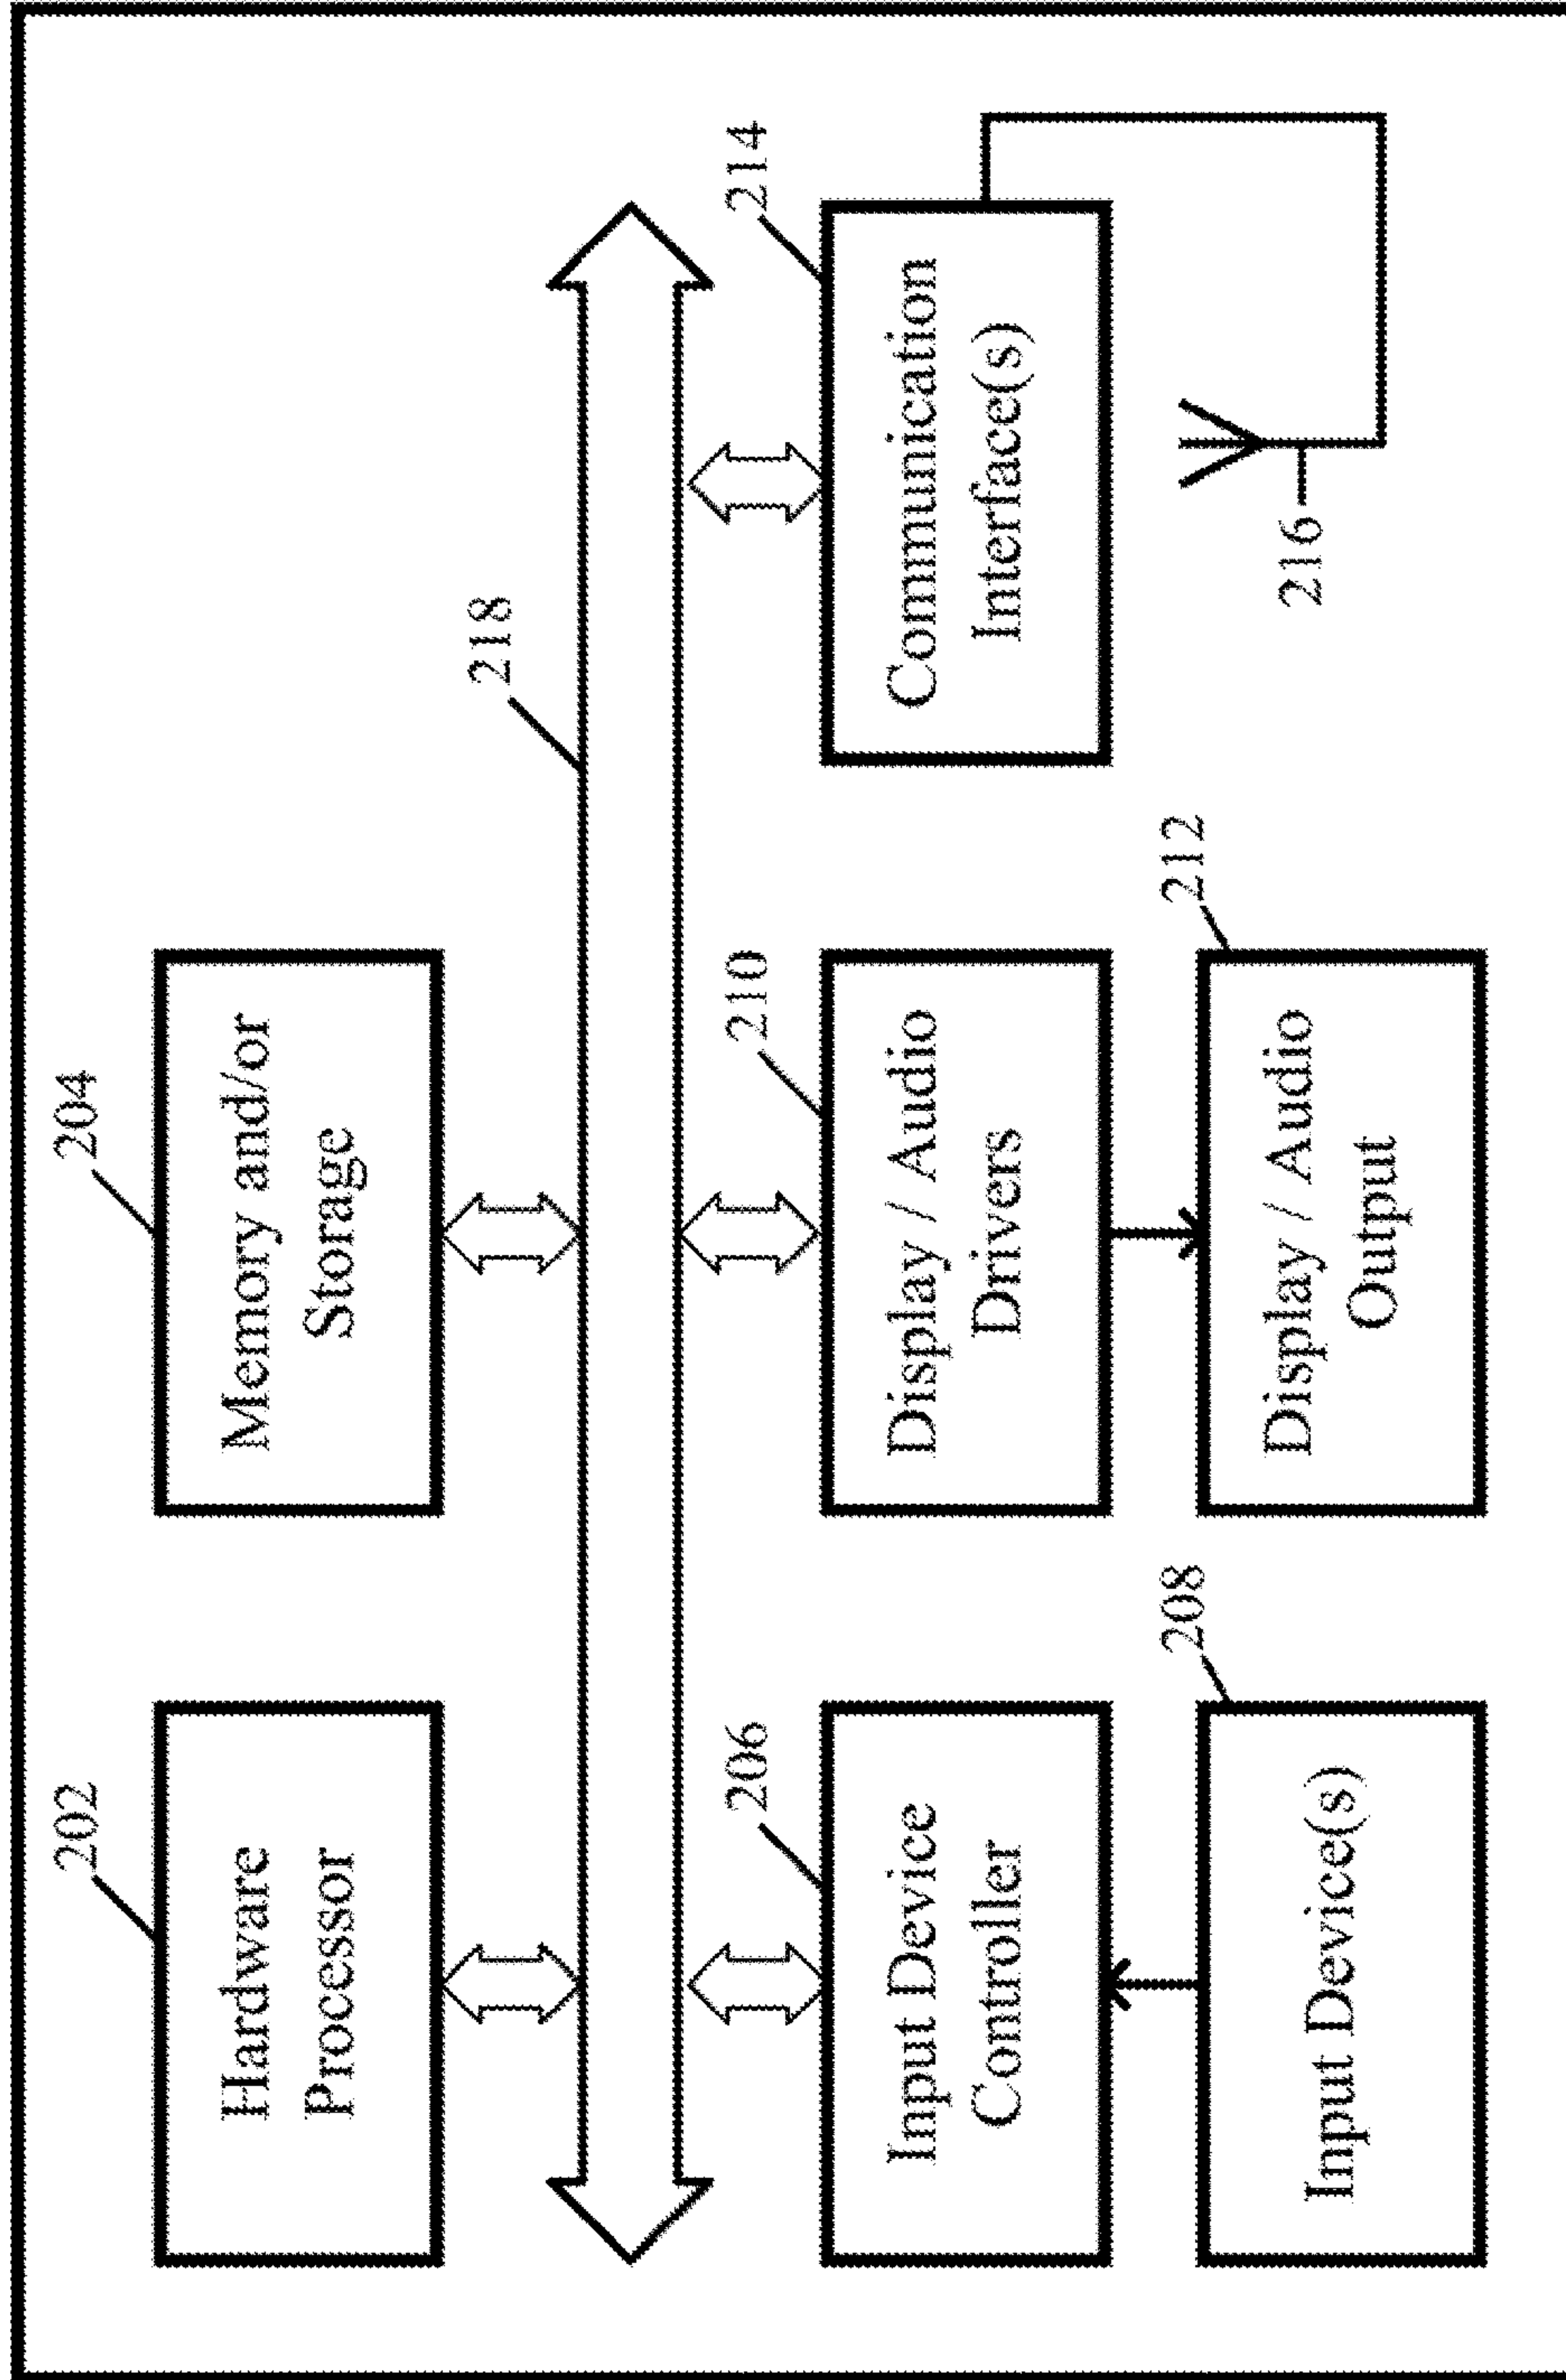 202
Hardware
Processor
204
Memory and/or
Storage
218
206
Input Device
Controller
210
Display / Audio
Drivers
214
Communication
Interface(s)
208
Input Device(s)
212
Display / Audio
Output
216